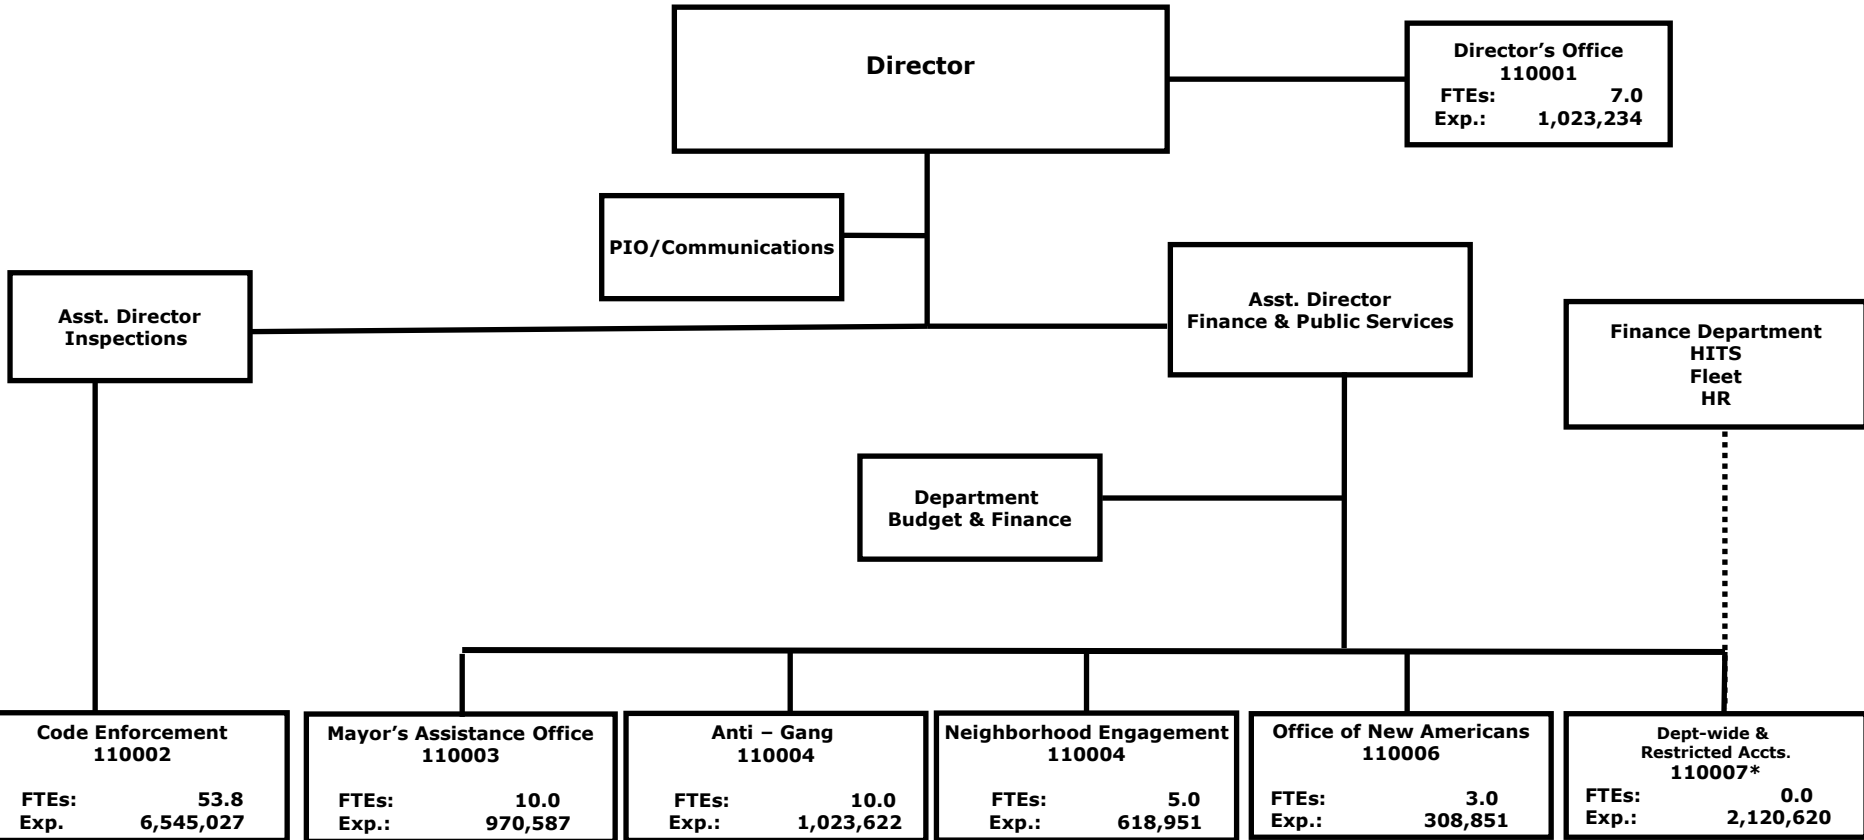 Director
Director’s Office
110001
FTEs: 7.0
Exp.: 1,023,234
PIO/Communications
Asst. Director
Inspections
Asst. Director
Finance & Public Services
Finance Department
HITS
Fleet
HR
Department
Budget & Finance
Code Enforcement
110002
FTEs: 53.8
Exp. 6,545,027
Mayor’s Assistance Office
110003
FTEs: 10.0
Exp.: 970,587
Anti – Gang
110004
FTEs: 10.0
Exp.: 1,023,622
Neighborhood Engagement
110004
FTEs: 5.0
Exp.: 618,951
Office of New Americans
110006
FTEs: 3.0
Exp.: 308,851
Dept-wide &
Restricted Accts.
110007*
FTEs: 0.0
Exp.: 2,120,620